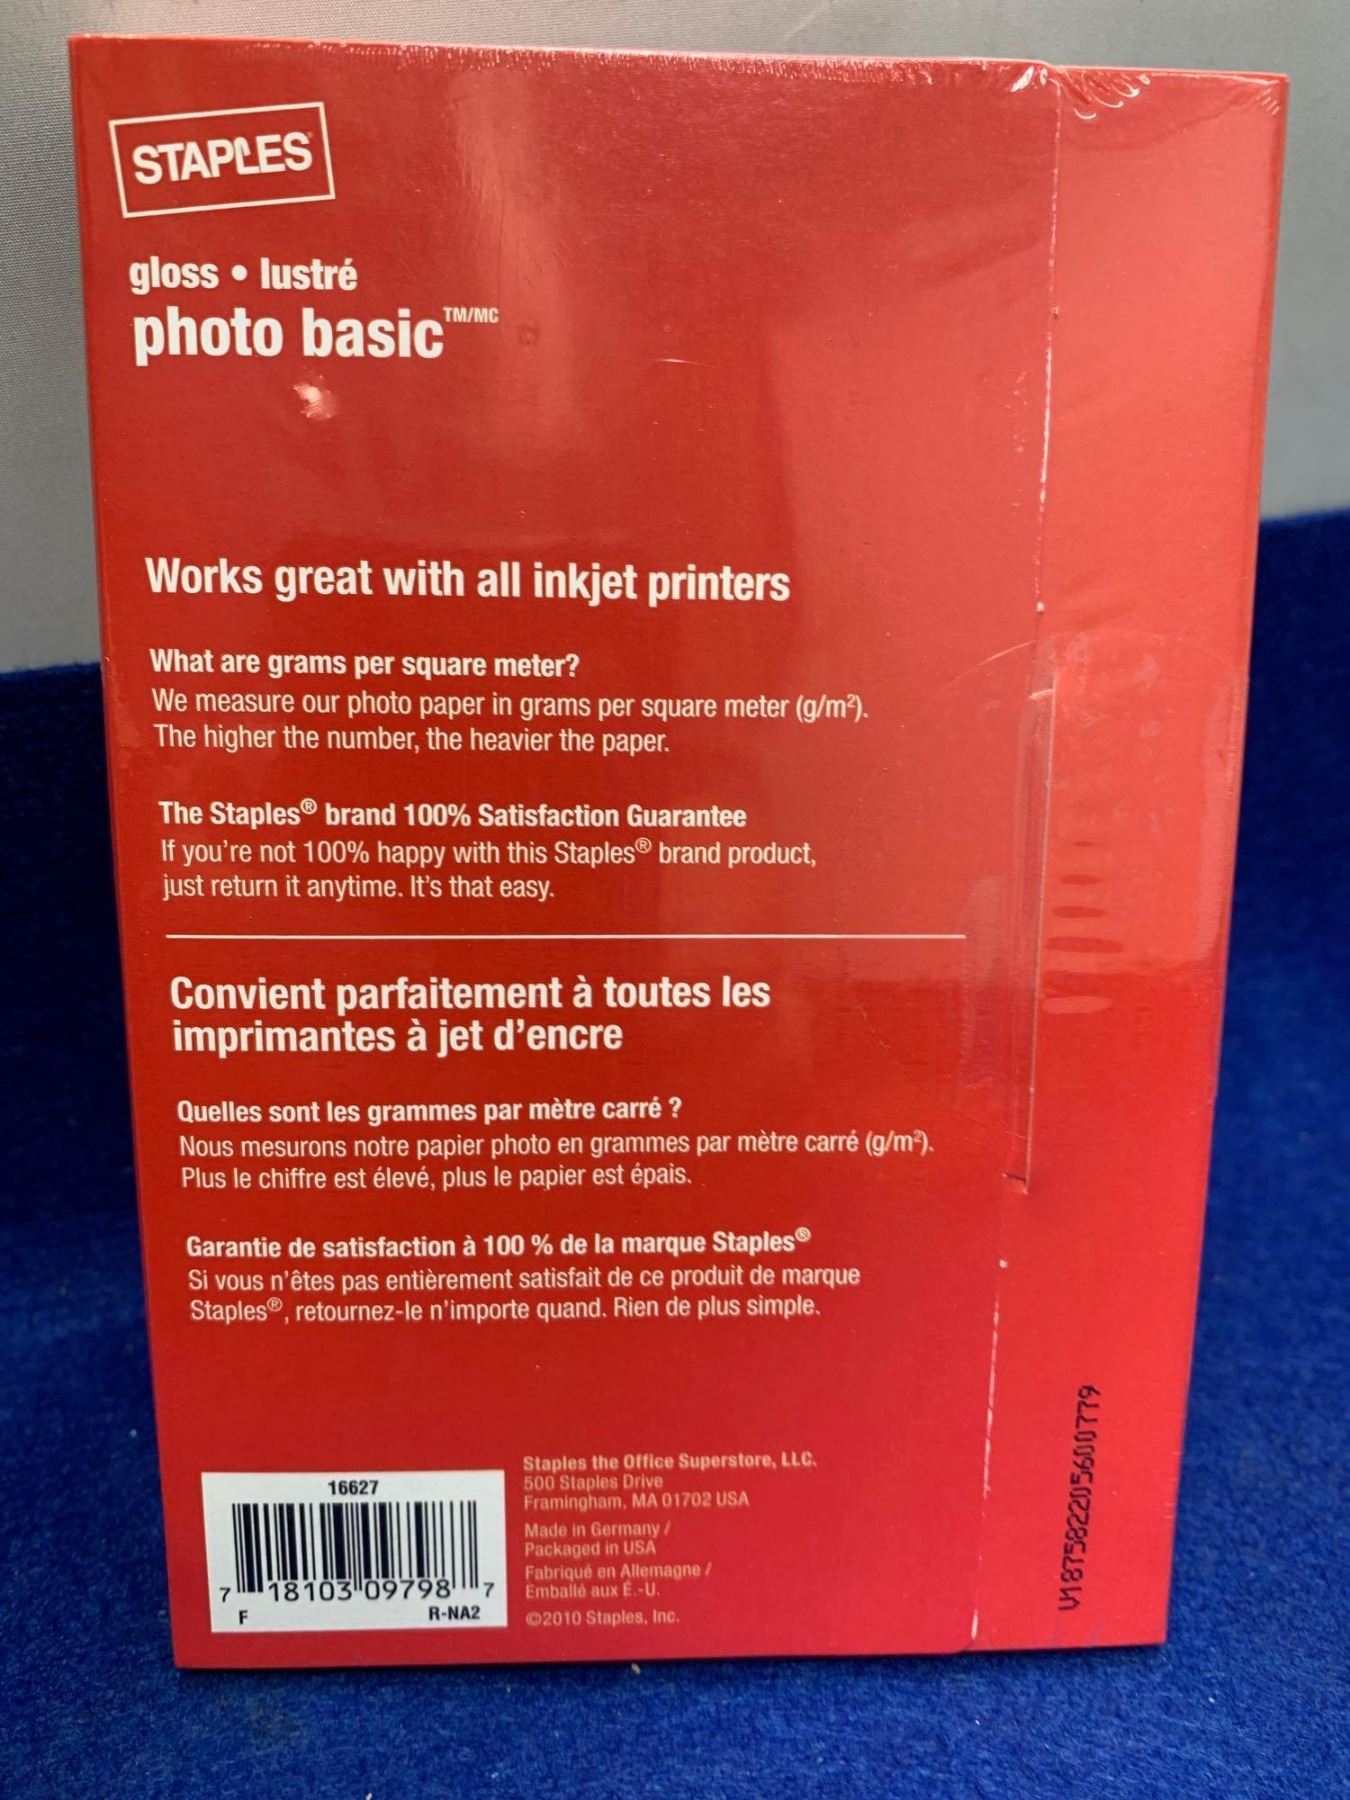 STAPLES
gloss • lustré
photo basic™/MC
Works great with all inkjet printers
What are grams per square meter?
We measure our photo paper in grams per square meter (g/m²).
The higher the number, the heavier the paper.
The Staples® brand 100% Satisfaction Guarantee
If you're not 100% happy with this Staples® brand product,
just return it anytime. It's that easy.
Convient parfaitement à toutes les
imprimantes à jet d'encre
Quelles sont les grammes par mètre carré ?
Nous mesurons notre papier photo en grammes par mètre carré (g/m²).
Plus le chiffre est élevé, plus le papier est épais.
Garantie de satisfaction à 100 % de la marque Staples®
Si vous n'êtes pas entièrement satisfait de ce produit de marque
Staples®, retournez-le n'importe quand. Rien de plus simple.
16627
7 18103 09798 7
F R-NA2
Staples the Office Superstore, LLC.
500 Staples Drive
Framingham, MA 01702 USA
Made in Germany /
Packaged in USA
Fabriqué en Allemagne /
Emballé aux É.-U.
©2010 Staples, Inc.
V187582205600779